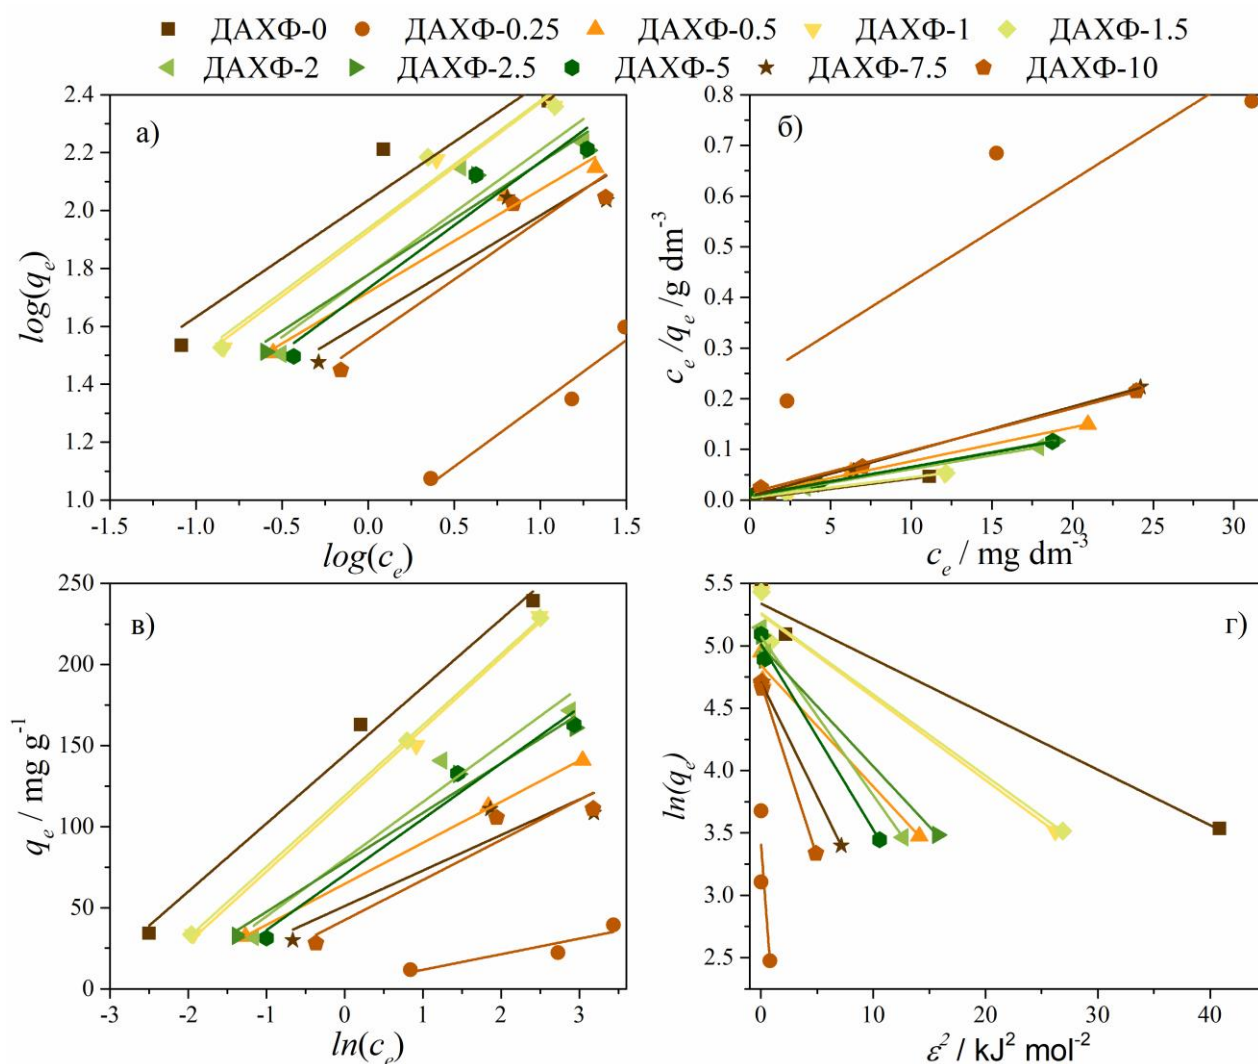 ДАХФ-0 ДАХФ-0.25 ДАХФ-0.5 ДАХФ-1 ДАХФ-1.5
ДАХФ-2 ДАХФ-2.5 ДАХФ-5 ДАХФ-7.5 ДАХФ-10
а)
2.4
2.2
2.0
1.8
1.6
1.4
1.2
1.0
log(qₑ)
-1.5 -1.0 -0.5 0.0 0.5 1.0 1.5
log(cₑ)
б)
0.8
0.7
0.6
0.5
0.4
0.3
0.2
0.1
0.0
cₑ/qₑ /g dm⁻³
0 5 10 15 20 25 30
cₑ / mg dm⁻³
в)
250
200
150
100
50
0
qₑ / mg g⁻¹
-3 -2 -1 0 1 2 3
ln(cₑ)
г)
5.5
5.0
4.5
4.0
3.5
3.0
2.5
ln(qₑ)
0 10 20 30 40
ε² / kJ² mol⁻²